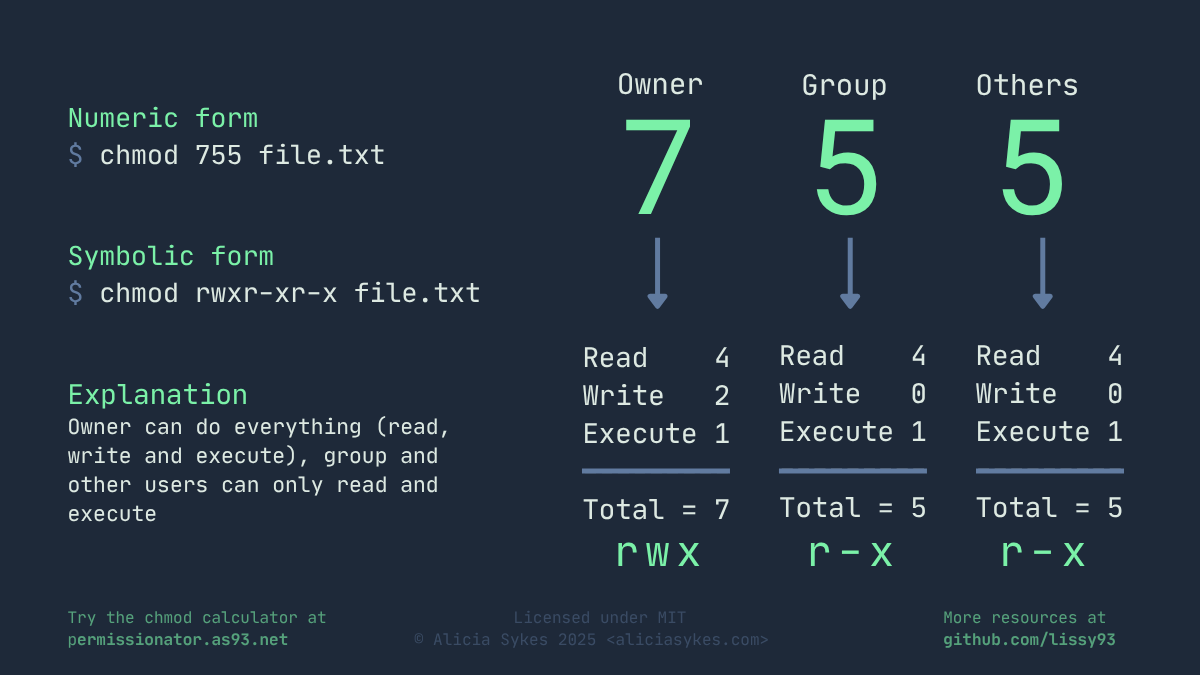 Numeric form
$ chmod 755 file.txt
Symbolic form
$ chmod rwxr-xr-x file.txt
Explanation
Owner can do everything (read,
write and execute), group and
other users can only read and
execute
Owner
7
Read 4
Write 2
Execute 1
Total = 7
rwx
Group
5
Read 4
Write 0
Execute 1
Total = 5
r-x
Others
5
Read 4
Write 0
Execute 1
Total = 5
r-x
Try the chmod calculator at
permissionator.as93.net
Licensed under MIT
© Alicia Sykes 2025 <aliciasykes.com>
More resources at
github.com/lissy93